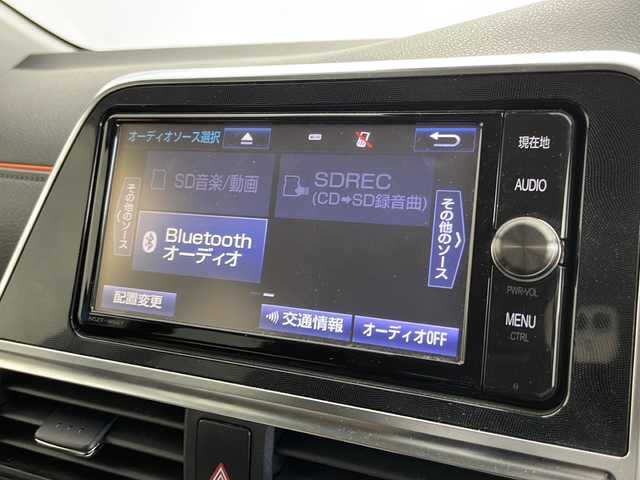 オーディオソース選択
SD音楽/動画
SDREC
(CD➡SD録音曲)
その他のソース
Bluetooth
オーディオ
その他のソース
配置変更
交通情報
オーディオOFF
現在地
AUDIO
PWR•VOL
MENU
CTRL